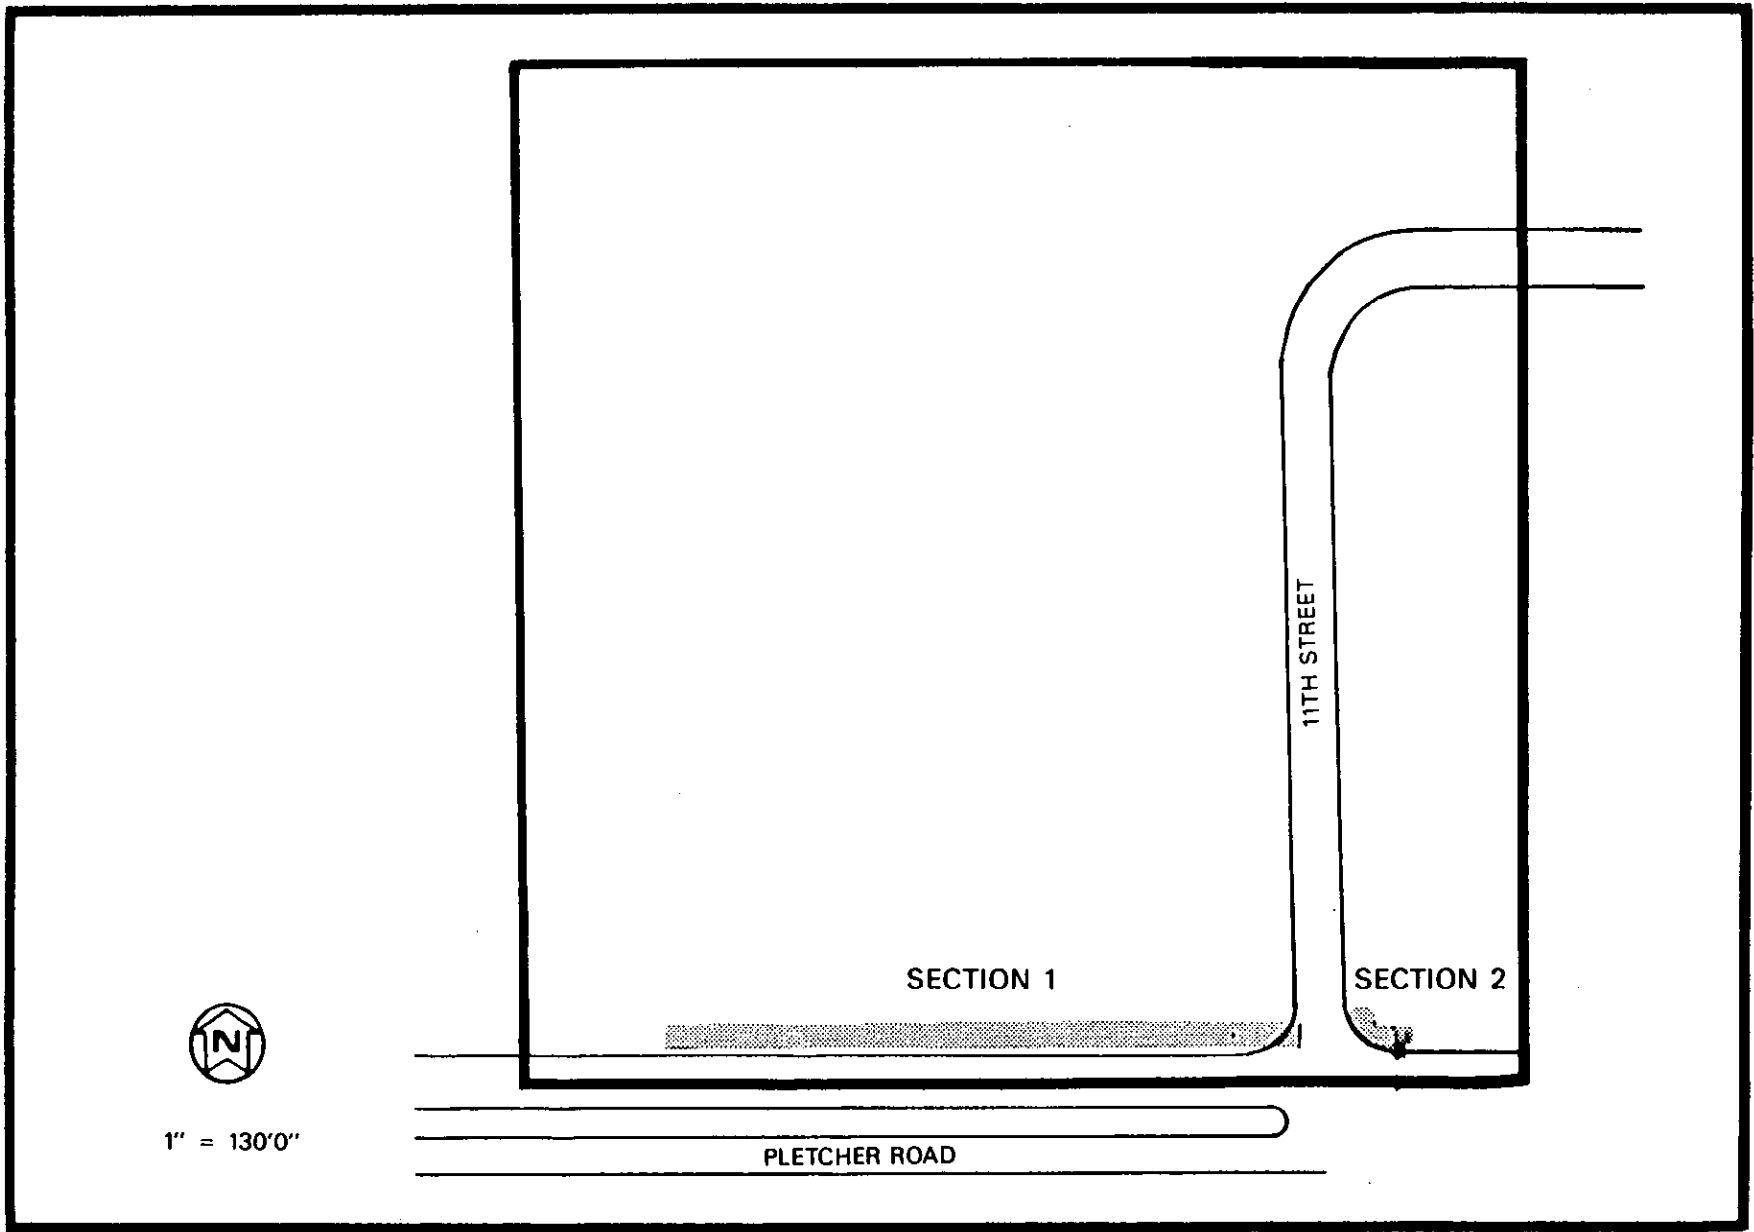 11TH STREET
SECTION 1
SECTION 2
N
1" = 130'0"
PLETCHER ROAD